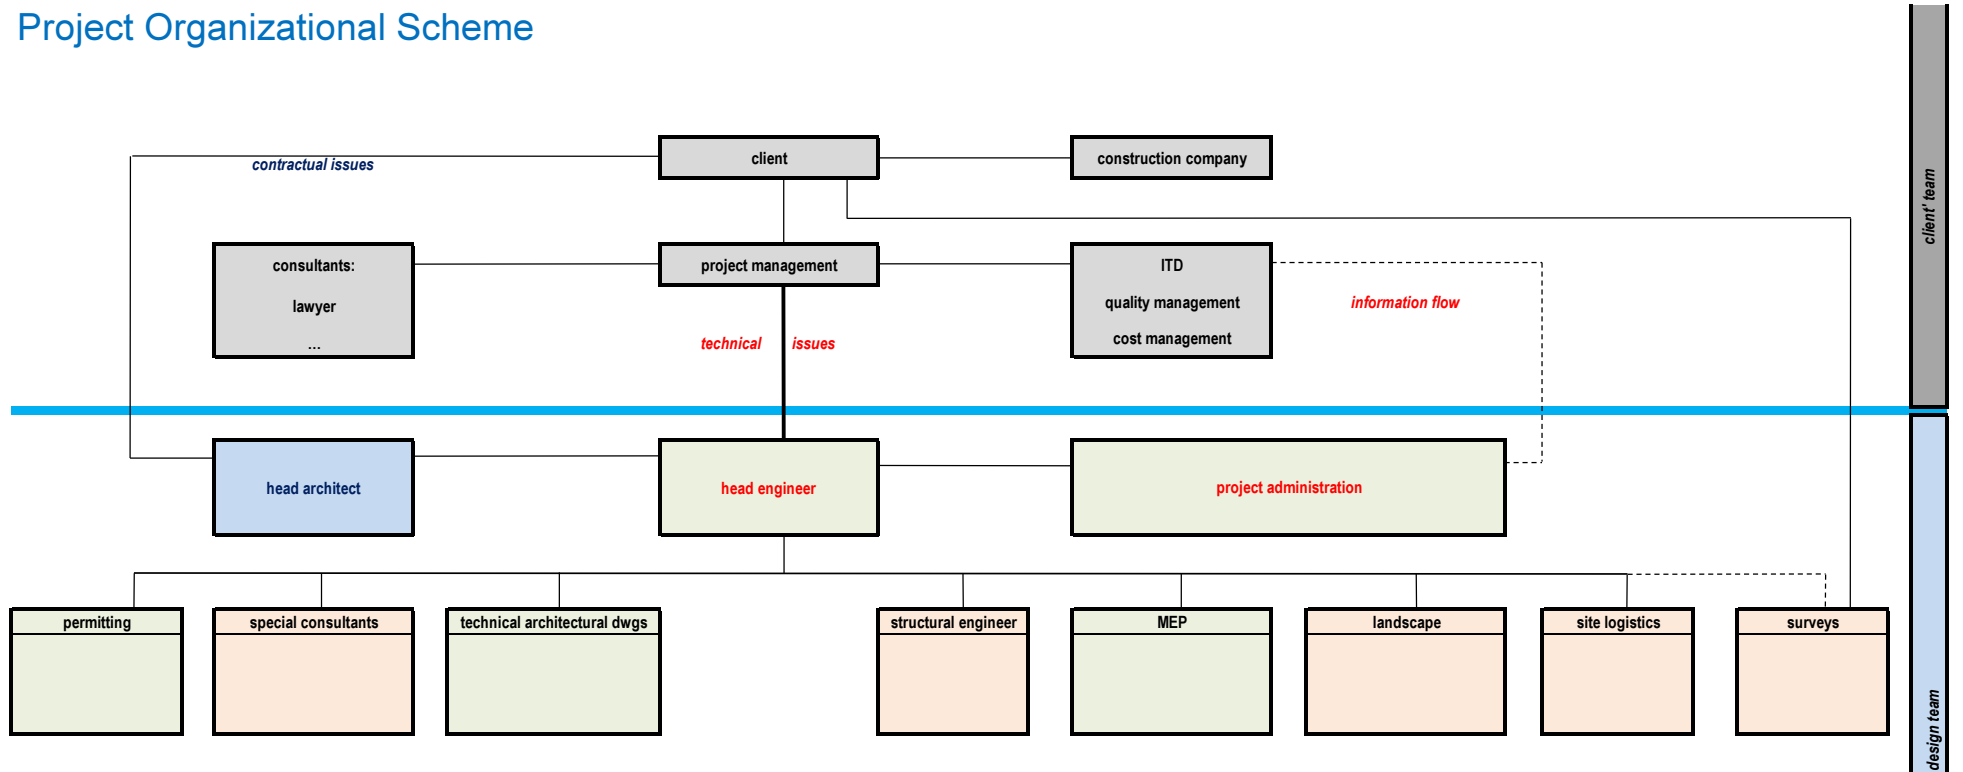 Project Organizational Scheme
client' team
contractual issues
client
construction company
consultants:
lawyer
...
project management
ITD
quality management
cost management
information flow
technical issues
head architect
head engineer
project administration
permitting
special consultants
technical architectural dwgs
structural engineer
MEP
landscape
site logistics
surveys
design team